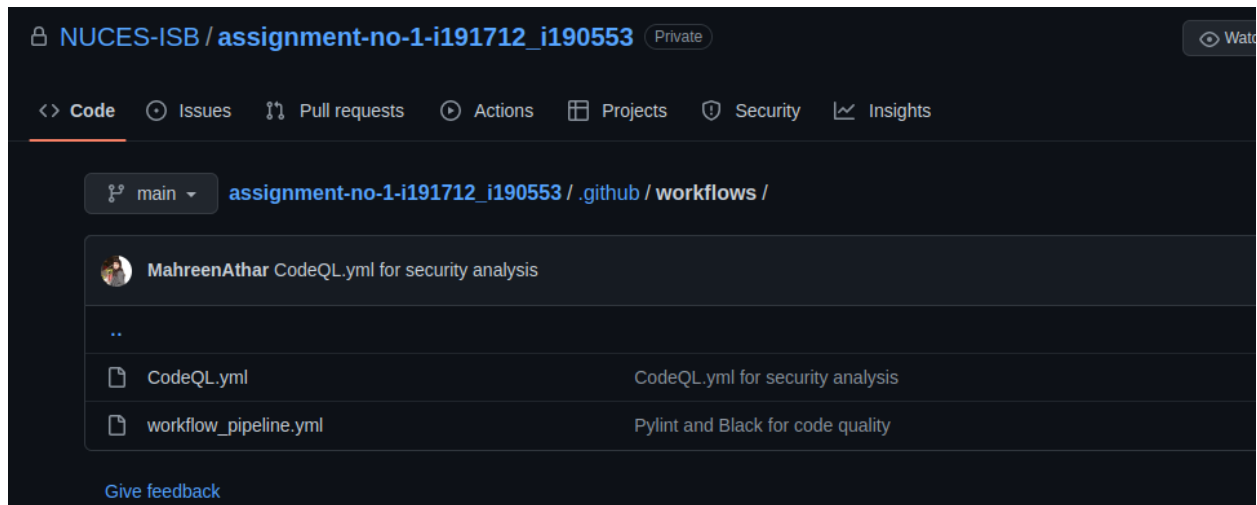 NUCES-ISB / assignment-no-1-i191712_i190553 Private
<> Code Issues Pull requests Actions Projects Security Insights
main assignment-no-1-i191712_i190553 / .github / workflows /
MahreenAthar CodeQL.yml for security analysis
..
CodeQL.yml CodeQL.yml for security analysis
workflow_pipeline.yml Pylint and Black for code quality
Give feedback